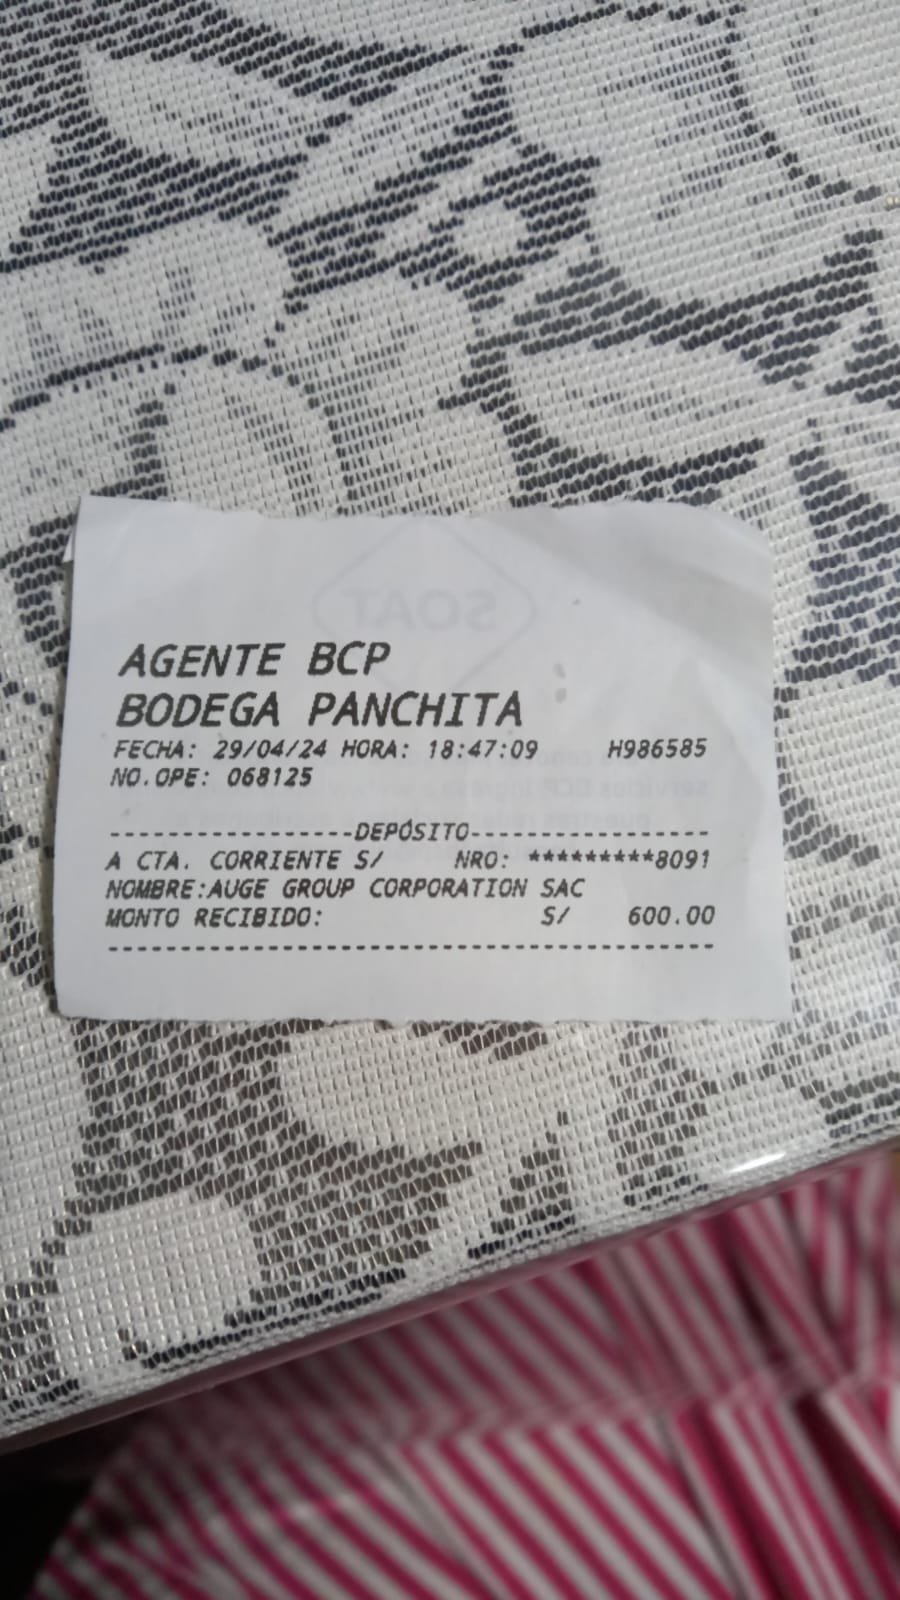 SOAT
AGENTE BCP
BODEGA PANCHITA
FECHA: 29/04/24 HORA: 18:47:09 H986585
NO.OPE: 068125
-----------------DEPÓSITO-----------------
A CTA. CORRIENTE S/ NRO: *********8091
NOMBRE:AUGE GROUP CORPORATION SAC
MONTO RECIBIDO: S/ 600.00
------------------------------------------